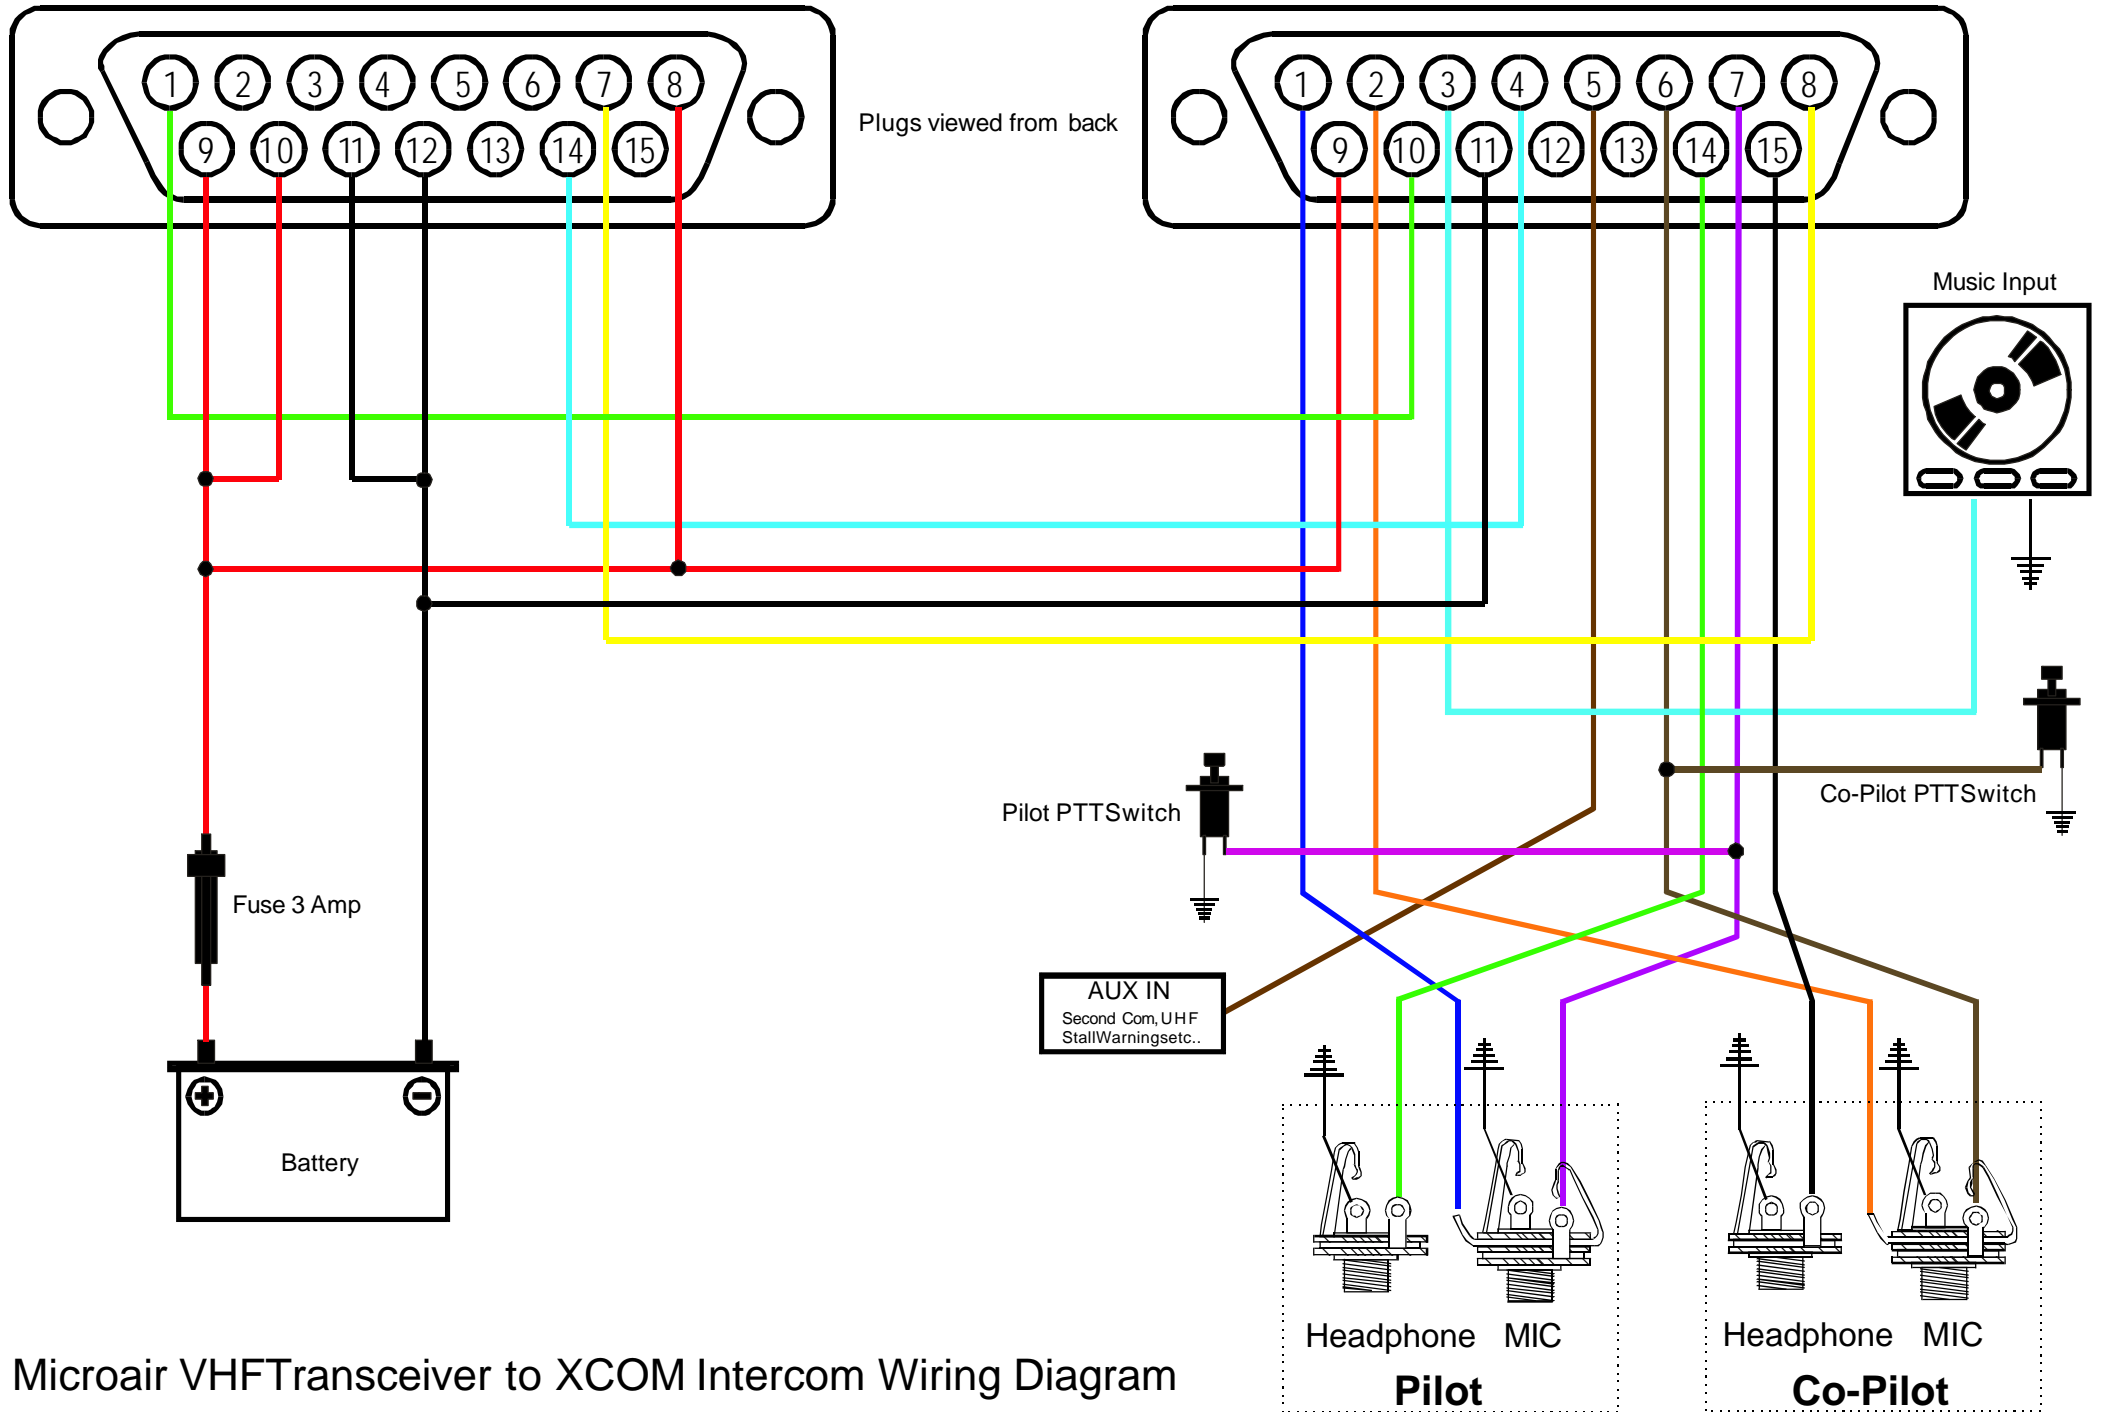 1 2 3 4 5 6 7 8
9 10 11 12 13 14 15
Plugs viewed from back
1 2 3 4 5 6 7 8
9 10 11 12 13 14 15
Music Input
Pilot PTTSwitch
Co-Pilot PTTSwitch
Fuse 3 Amp
AUX IN
Second Com, UHF
StallWarningsetc..
Battery
Headphone MIC
Pilot
Headphone MIC
Co-Pilot
Microair VHFTransceiver to XCOM Intercom Wiring Diagram